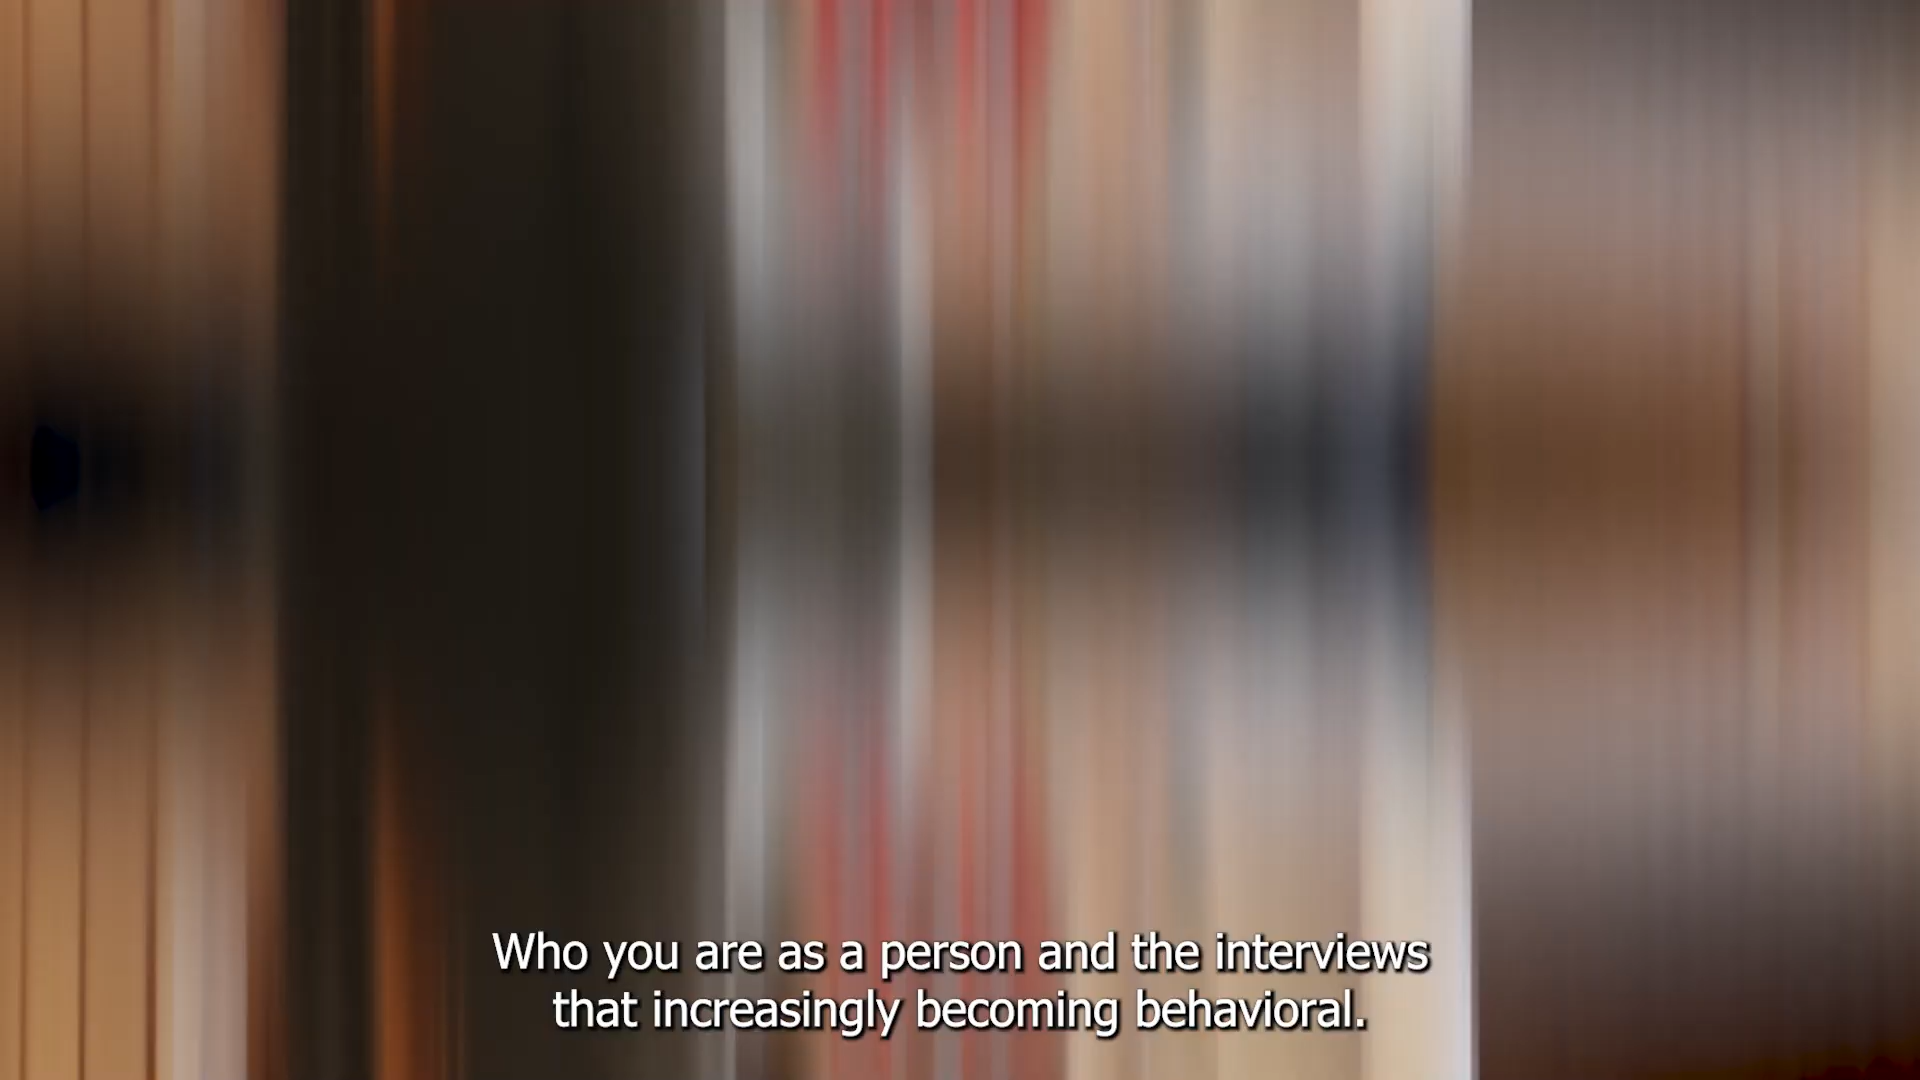 Who you are as a person and the interviews
that increasingly becoming behavioral.